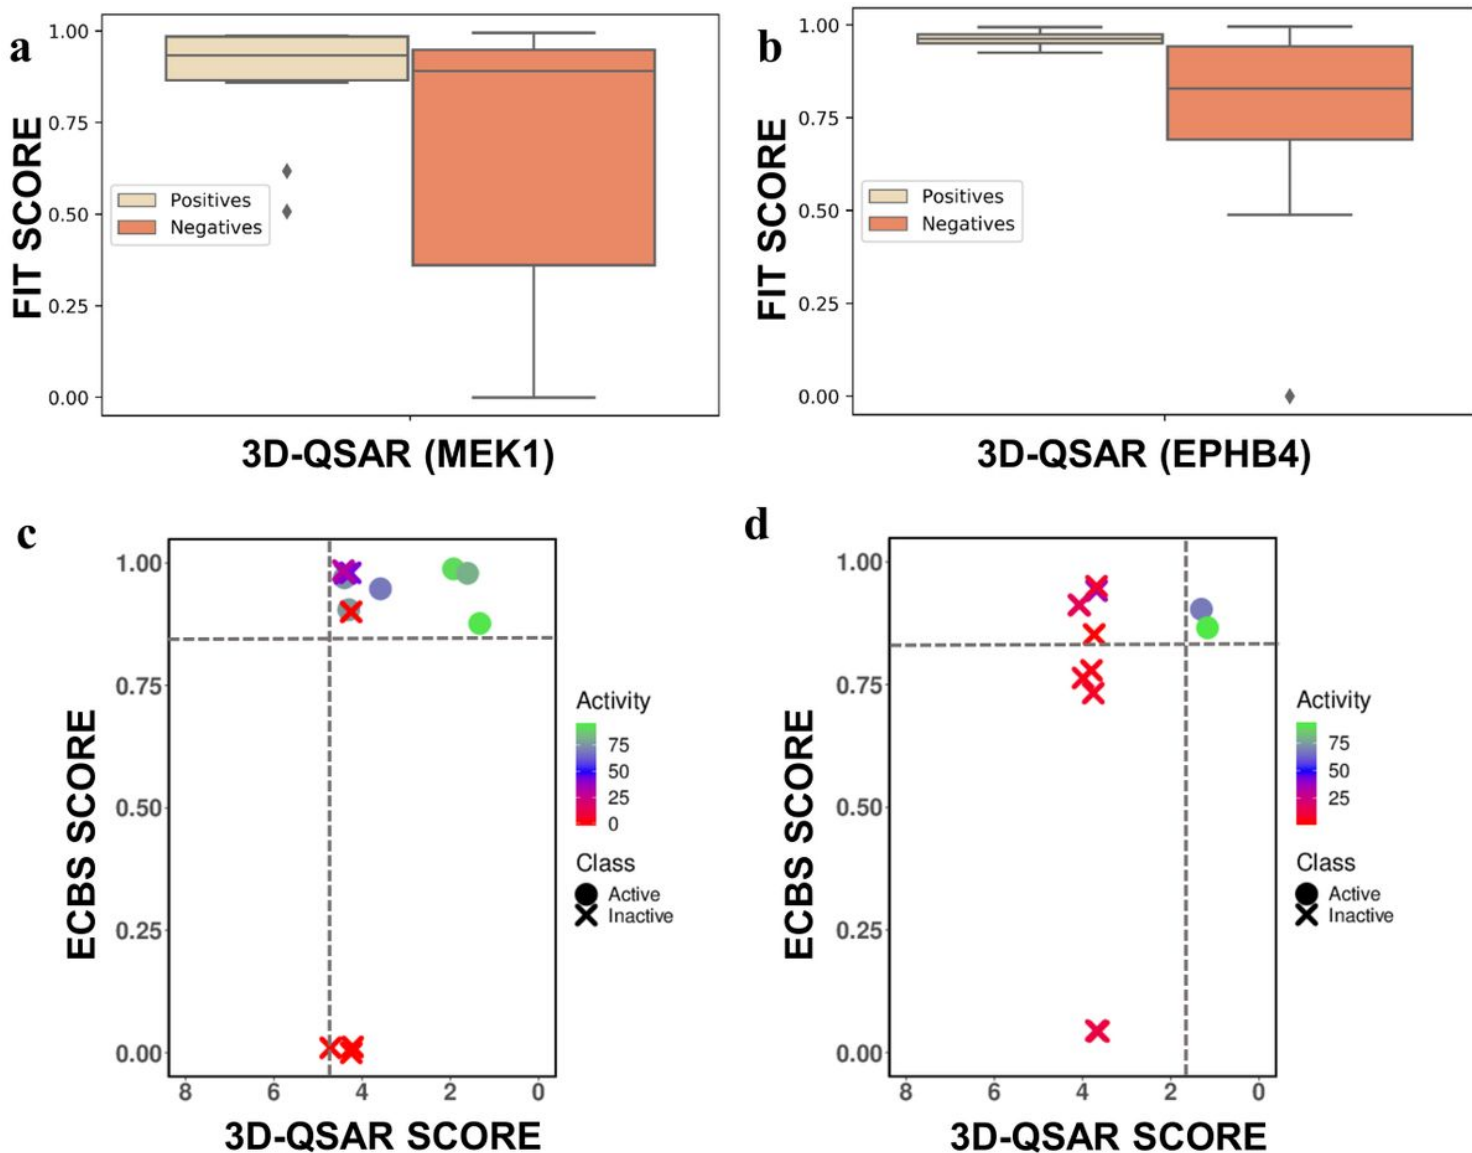 a
FIT SCORE
1.00
0.75
0.50
0.25
0.00
Positives
Negatives
3D-QSAR (MEK1)
b
FIT SCORE
1.00
0.75
0.50
0.25
0.00
Positives
Negatives
3D-QSAR (EPHB4)
c
ECBS SCORE
1.00
0.75
0.50
0.25
0.00
8 6 4 2 0
3D-QSAR SCORE
Activity
75
50
25
0
Class
Active
Inactive
d
ECBS SCORE
1.00
0.75
0.50
0.25
0.00
8 6 4 2 0
3D-QSAR SCORE
Activity
75
50
25
Class
Active
Inactive